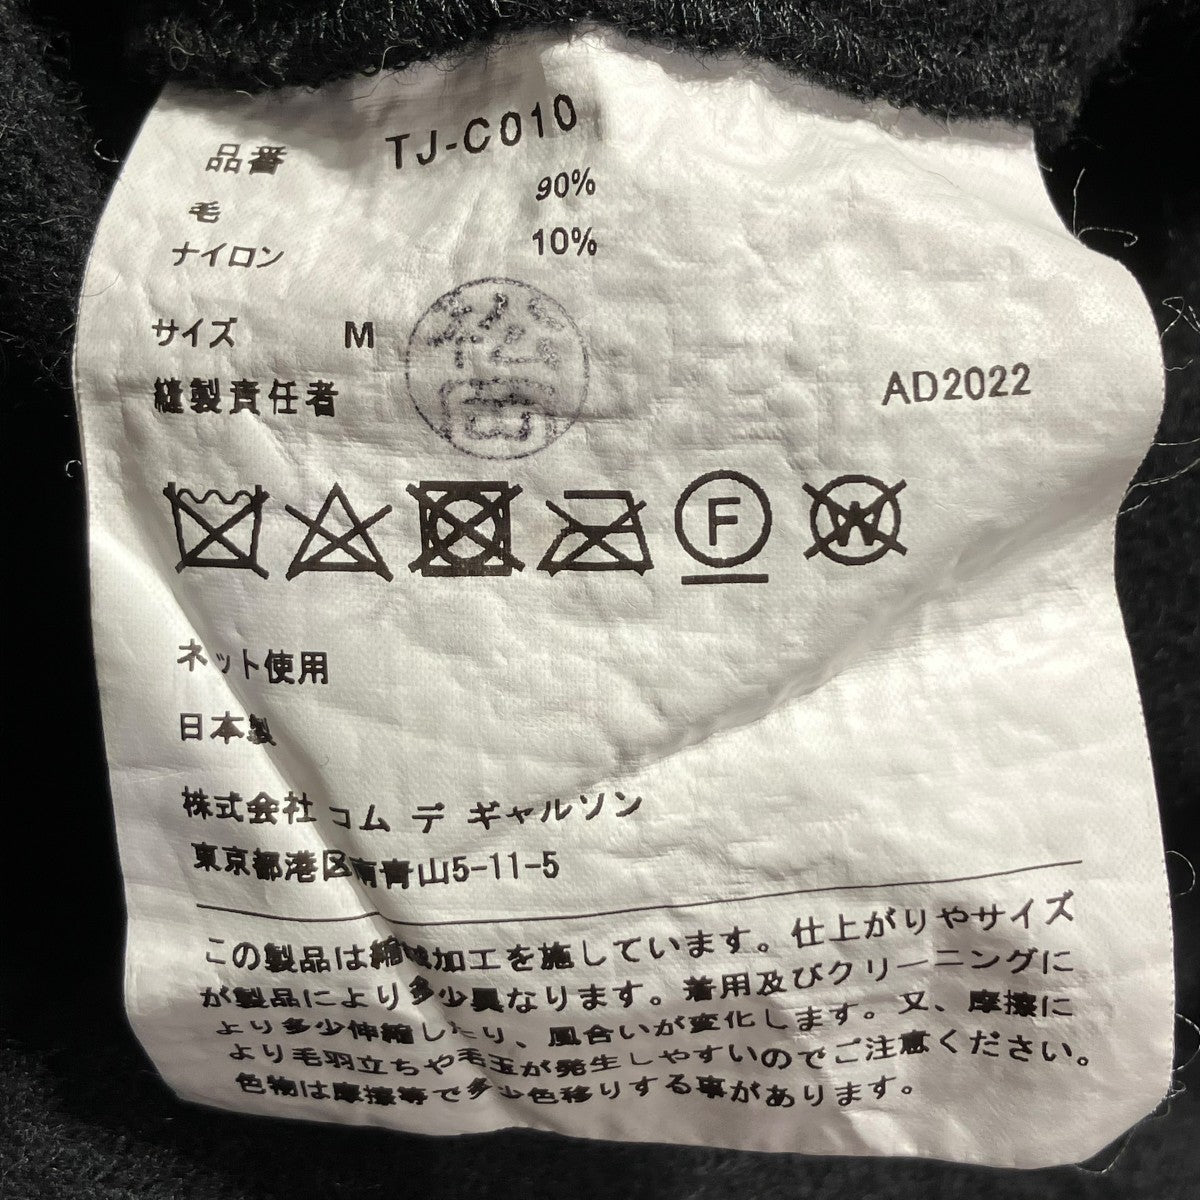 品番 TJ-C010
毛 90%
ナイロン 10%
サイズ M
縫製責任者
AD2022
F
W
ネット使用
日本製
株式会社 コム デ ギャルソン
東京都港区南青山5-11-5
この製品は縮絨加工を施しています。仕上がりやサイズ
が製品により多少異なります。着用及びクリーニングに
より多少伸縮したり、風合いが変化します。又、摩擦に
より毛羽立ちや毛玉が発生しやすいのでご注意ください。
色物は摩擦等で多少色移りする事があります。